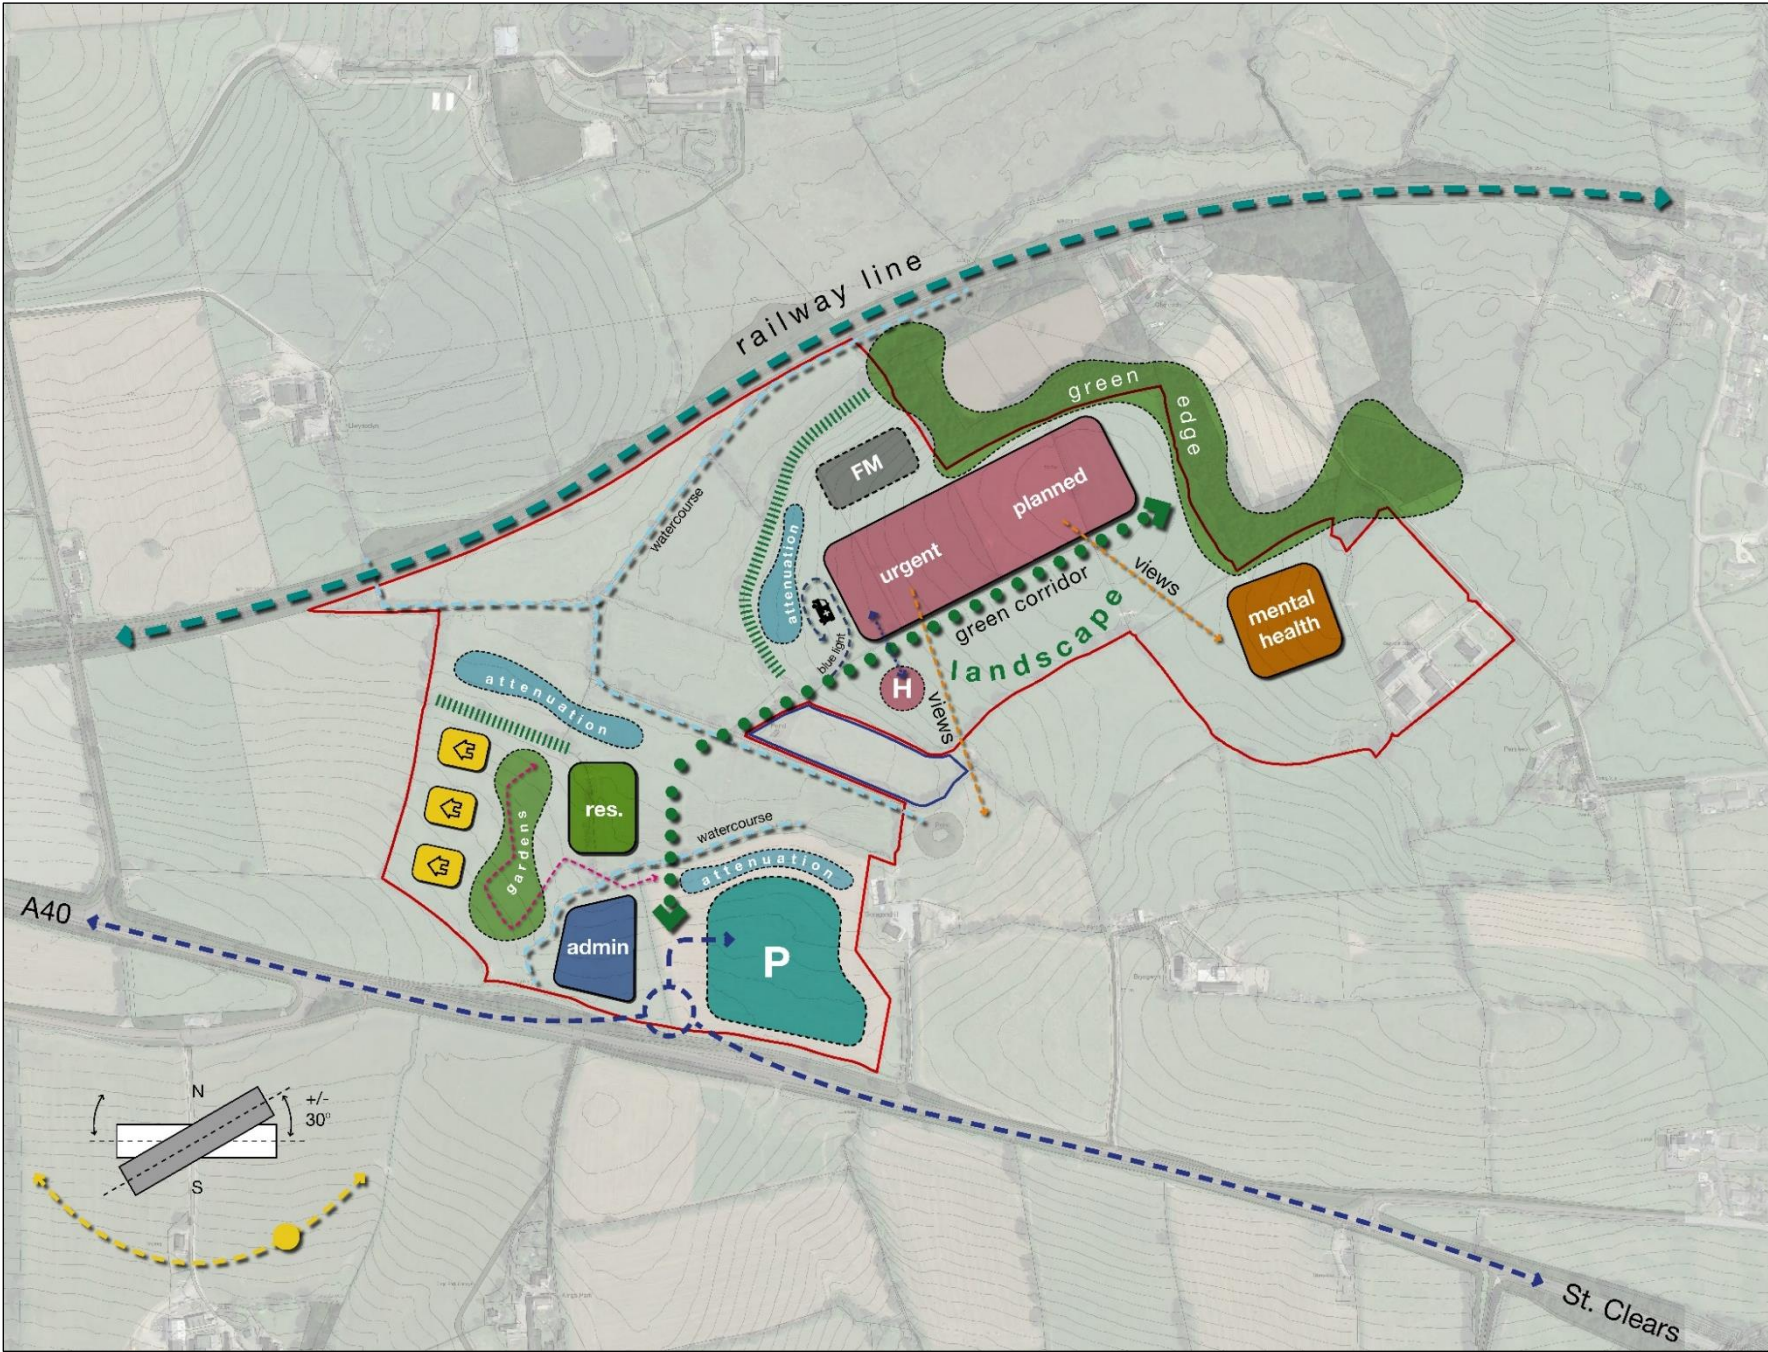 railway line
green
edge
FM
planned
urgent
watercourse
attenuation
blue light
green corridor
views
landscape
H
views
mental
health
attenuation
res.
gardens
watercourse
attenuation
admin
P
A40
N
+/-
30°
S
St. Clears